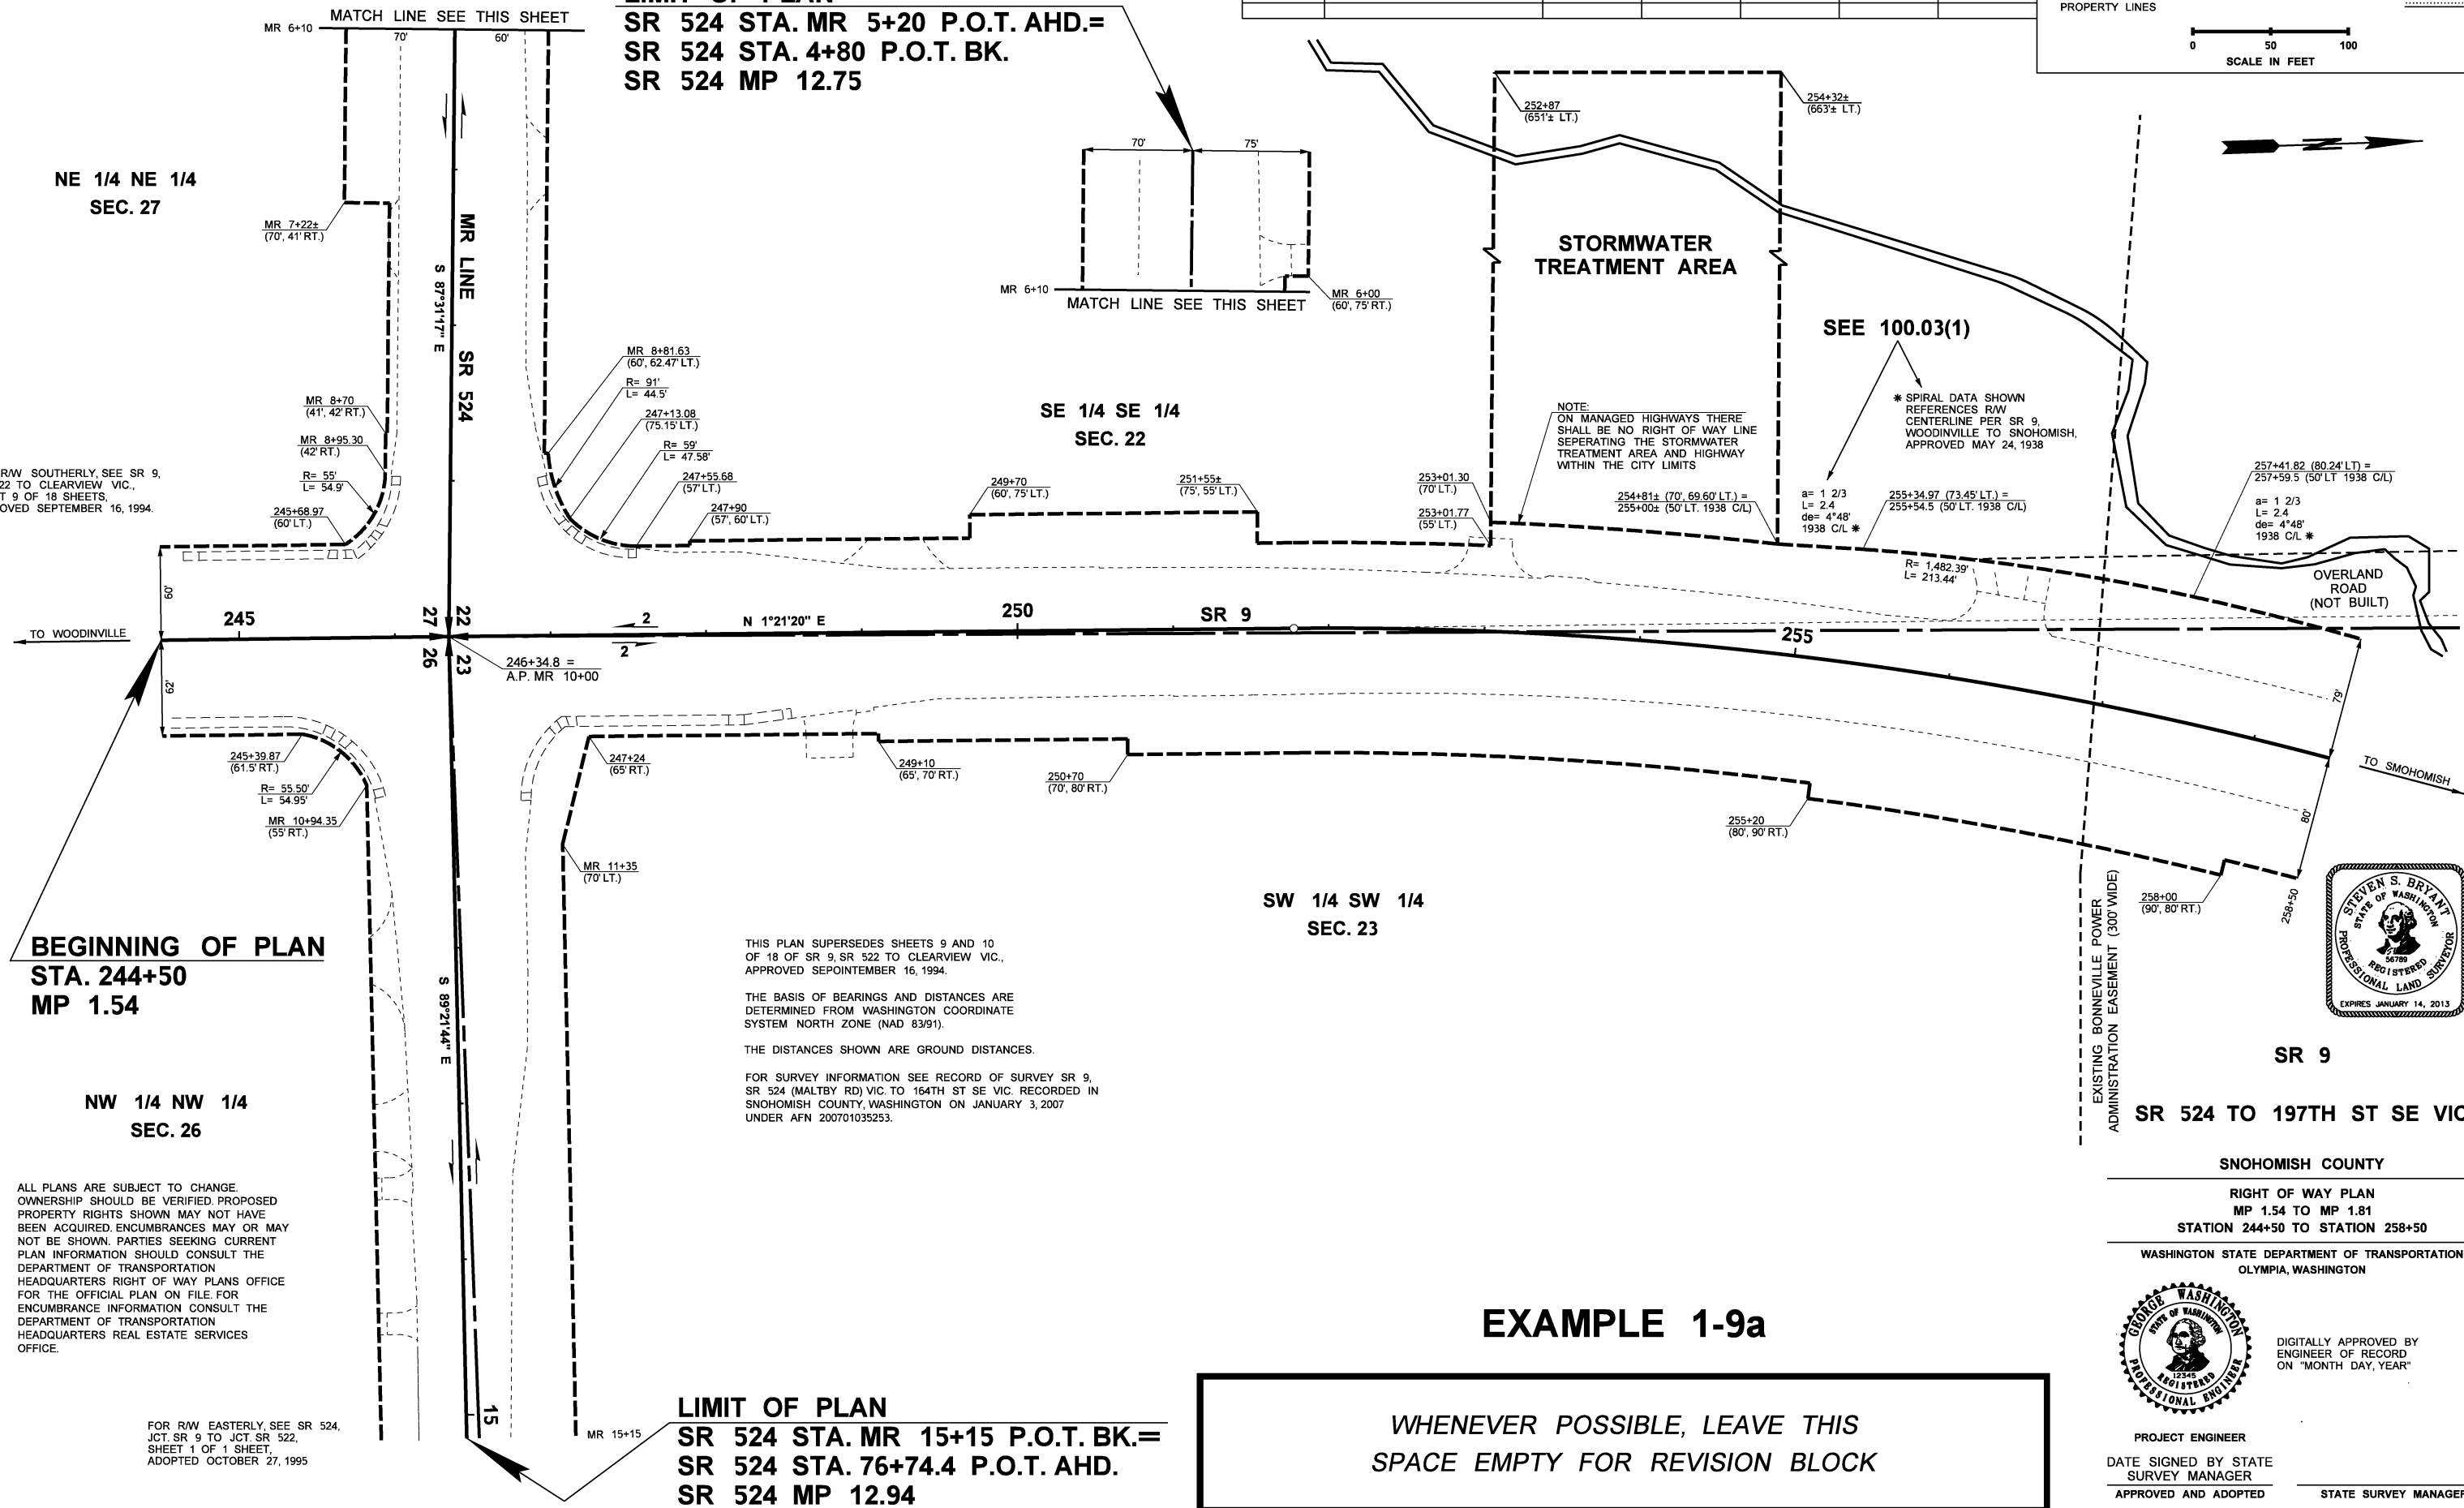 MATCH LINE SEE THIS SHEET
MR 6+10
70'
60'
SR 524 STA. MR 5+20 P.O.T. AHD.=
SR 524 STA. 4+80 P.O.T. BK.
SR 524 MP 12.75
PROPERTY LINES
0 50 100
SCALE IN FEET
252+87
(651'± LT.)
254+32±
(663'± LT.)
NE 1/4 NE 1/4
SEC. 27
MR 7+22±
(70', 41' RT.)
MR LINE SR 524
S 87°31'17" E
70'
75'
MR 6+10
MATCH LINE SEE THIS SHEET
MR 6+00
(60', 75' RT.)
STORMWATER
TREATMENT AREA
SEE 100.03(1)
✱ SPIRAL DATA SHOWN
REFERENCES R/W
CENTERLINE PER SR 9,
WOODINVILLE TO SNOHOMISH,
APPROVED MAY 24, 1938
MR 8+81.63
(60', 62.47' LT.)
R= 91'
L= 44.5'
247+13.08
(75.15' LT.)
R= 59'
L= 47.58'
247+55.68
(57' LT.)
247+90
(57', 60' LT.)
MR 8+70
(41', 42' RT.)
MR 8+95.30
(42' RT.)
R= 55'
L= 54.9'
245+68.97
(60' LT.)
R/W SOUTHERLY, SEE SR 9,
22 TO CLEARVIEW VIC.,
T 9 OF 18 SHEETS,
OVED SEPTEMBER 16, 1994.
SE 1/4 SE 1/4
SEC. 22
NOTE:
ON MANAGED HIGHWAYS THERE
SHALL BE NO RIGHT OF WAY LINE
SEPERATING THE STORMWATER
TREATMENT AREA AND HIGHWAY
WITHIN THE CITY LIMITS
249+70
(60', 75' LT.)
251+55±
(75', 55' LT.)
253+01.30
(70' LT.)
253+01.77
(55' LT.)
254+81± (70', 69.60' LT.) =
255+00± (50' LT. 1938 C/L)
a= 1 2/3
L= 2.4
de= 4°48'
1938 C/L ✱
255+34.97 (73.45' LT.) =
255+54.5 (50' LT. 1938 C/L)
257+41.82 (80.24' LT) =
257+59.5 (50' LT 1938 C/L)
a= 1 2/3
L= 2.4
de= 4°48'
1938 C/L ✱
R= 1,482.39'
L= 213.44'
OVERLAND
ROAD
(NOT BUILT)
60'
62'
TO WOODINVILLE
245
27 22
26 23
2
2
N 1°21'20" E
250
SR 9
255
246+34.8 =
A.P. MR 10+00
79'
80'
TO SMOHOMISH
245+39.87
(61.5' RT.)
R= 55.50'
L= 54.95'
MR 10+94.35
(55' RT.)
247+24
(65' RT.)
249+10
(65', 70' RT.)
250+70
(70', 80' RT.)
255+20
(80', 90' RT.)
258+00
(90', 80' RT.)
258+50
MR 11+35
(70' LT.)
BEGINNING OF PLAN
STA. 244+50
MP 1.54
SW 1/4 SW 1/4
SEC. 23
S 89°21'44" E
THIS PLAN SUPERSEDES SHEETS 9 AND 10
OF 18 OF SR 9, SR 522 TO CLEARVIEW VIC.,
APPROVED SEPOINTEMBER 16, 1994.
THE BASIS OF BEARINGS AND DISTANCES ARE
DETERMINED FROM WASHINGTON COORDINATE
SYSTEM NORTH ZONE (NAD 83/91).
THE DISTANCES SHOWN ARE GROUND DISTANCES.
FOR SURVEY INFORMATION SEE RECORD OF SURVEY SR 9,
SR 524 (MALTBY RD) VIC. TO 164TH ST SE VIC. RECORDED IN
SNOHOMISH COUNTY, WASHINGTON ON JANUARY 3, 2007
UNDER AFN 200701035253.
NW 1/4 NW 1/4
SEC. 26
ALL PLANS ARE SUBJECT TO CHANGE.
OWNERSHIP SHOULD BE VERIFIED. PROPOSED
PROPERTY RIGHTS SHOWN MAY NOT HAVE
BEEN ACQUIRED. ENCUMBRANCES MAY OR MAY
NOT BE SHOWN. PARTIES SEEKING CURRENT
PLAN INFORMATION SHOULD CONSULT THE
DEPARTMENT OF TRANSPORTATION
HEADQUARTERS RIGHT OF WAY PLANS OFFICE
FOR THE OFFICIAL PLAN ON FILE. FOR
ENCUMBRANCE INFORMATION CONSULT THE
DEPARTMENT OF TRANSPORTATION
HEADQUARTERS REAL ESTATE SERVICES
OFFICE.
FOR R/W EASTERLY, SEE SR 524,
JCT. SR 9 TO JCT. SR 522,
SHEET 1 OF 1 SHEET,
ADOPTED OCTOBER 27, 1995
15
MR 15+15
LIMIT OF PLAN
SR 524 STA. MR 15+15 P.O.T. BK.=
SR 524 STA. 76+74.4 P.O.T. AHD.
SR 524 MP 12.94
EXAMPLE 1-9a
WHENEVER POSSIBLE, LEAVE THIS
SPACE EMPTY FOR REVISION BLOCK
EXISTING BONNEVILLE POWER
ADMINISTRATION EASEMENT (300' WIDE)
STEVEN S. BRYANT
STATE OF WASHINGTON
56789
REGISTERED
PROFESSIONAL LAND SURVEYOR
EXPIRES JANUARY 14, 2013
SR 9
SR 524 TO 197TH ST SE VIC
SNOHOMISH COUNTY
RIGHT OF WAY PLAN
MP 1.54 TO MP 1.81
STATION 244+50 TO STATION 258+50
WASHINGTON STATE DEPARTMENT OF TRANSPORTATION
OLYMPIA, WASHINGTON
GEORGE WASHINGTON
STATE OF WASHINGTON
12345
REGISTERED
PROFESSIONAL ENGINEER
DIGITALLY APPROVED BY
ENGINEER OF RECORD
ON "MONTH DAY, YEAR"
PROJECT ENGINEER
DATE SIGNED BY STATE
SURVEY MANAGER
APPROVED AND ADOPTED
STATE SURVEY MANAGER